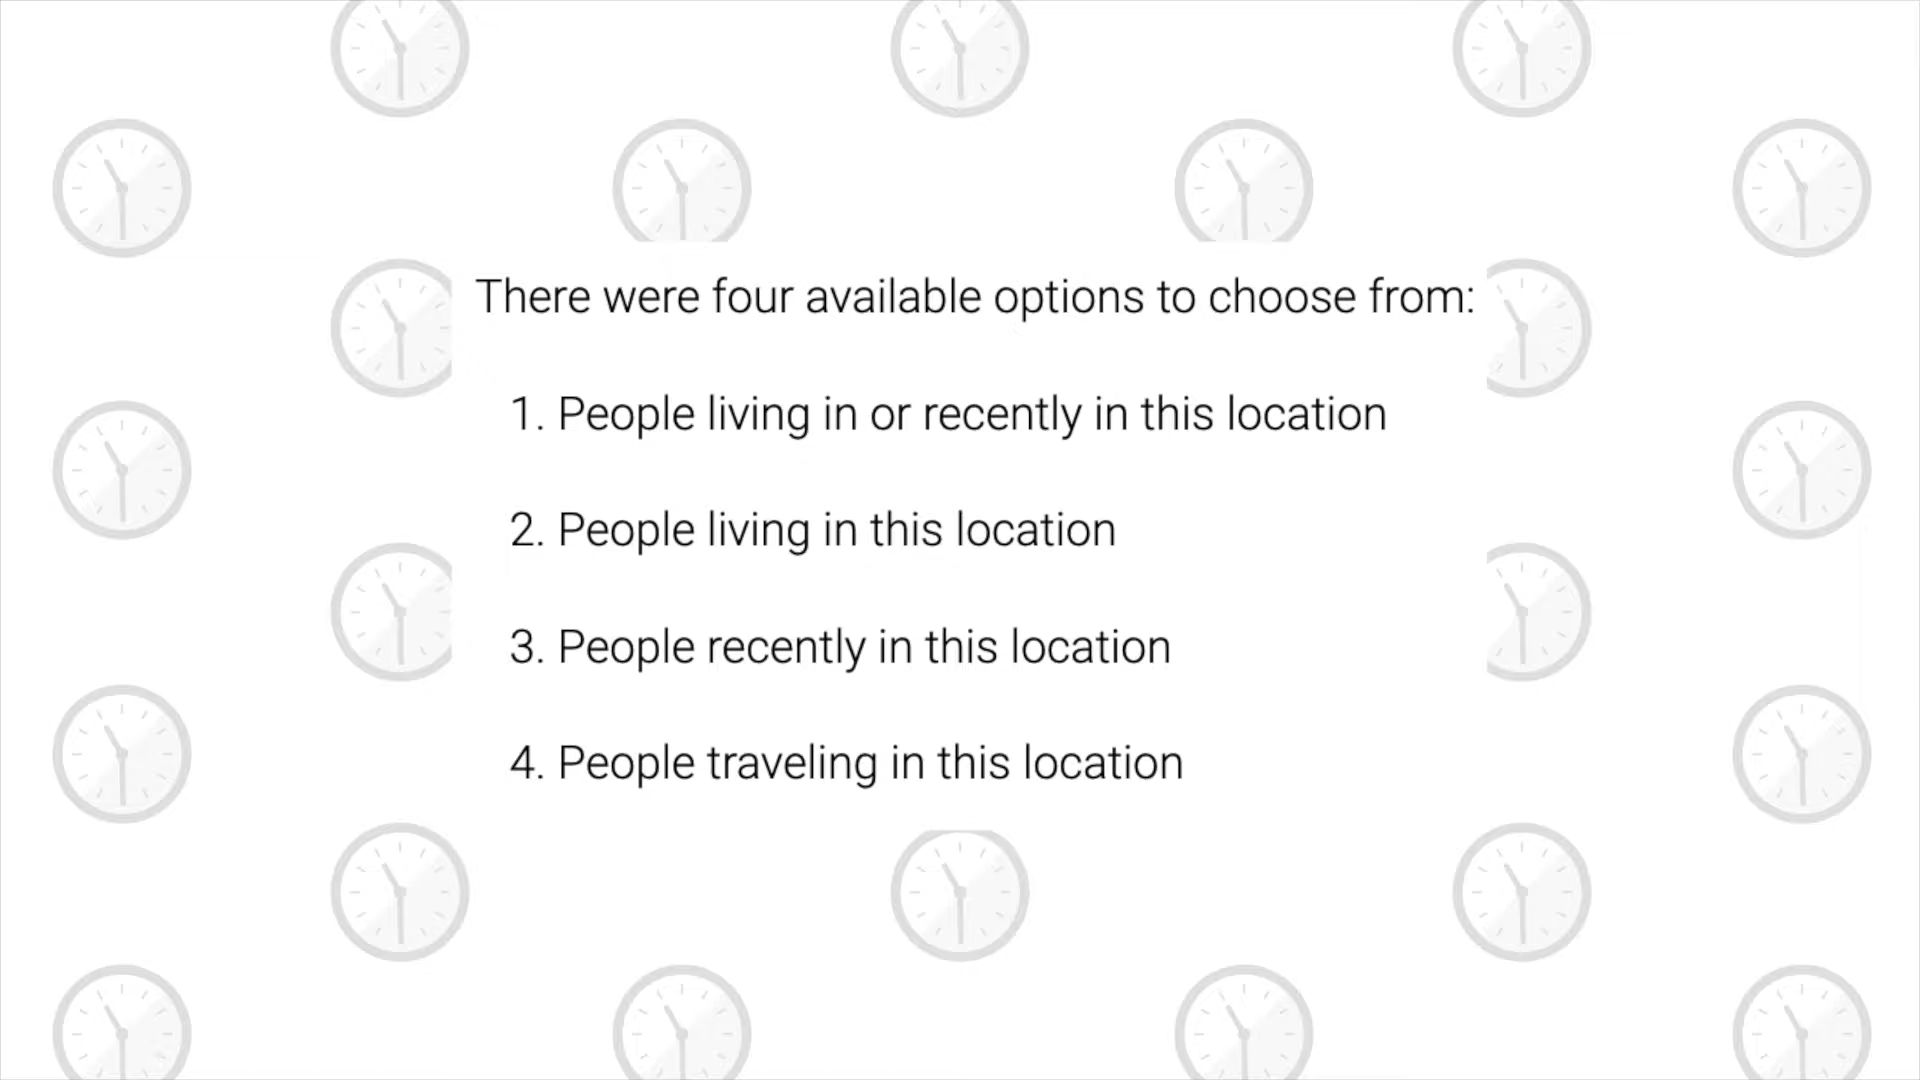 There were four available options to choose from:
1. People living in or recently in this location
2. People living in this location
3. People recently in this location
4. People traveling in this location